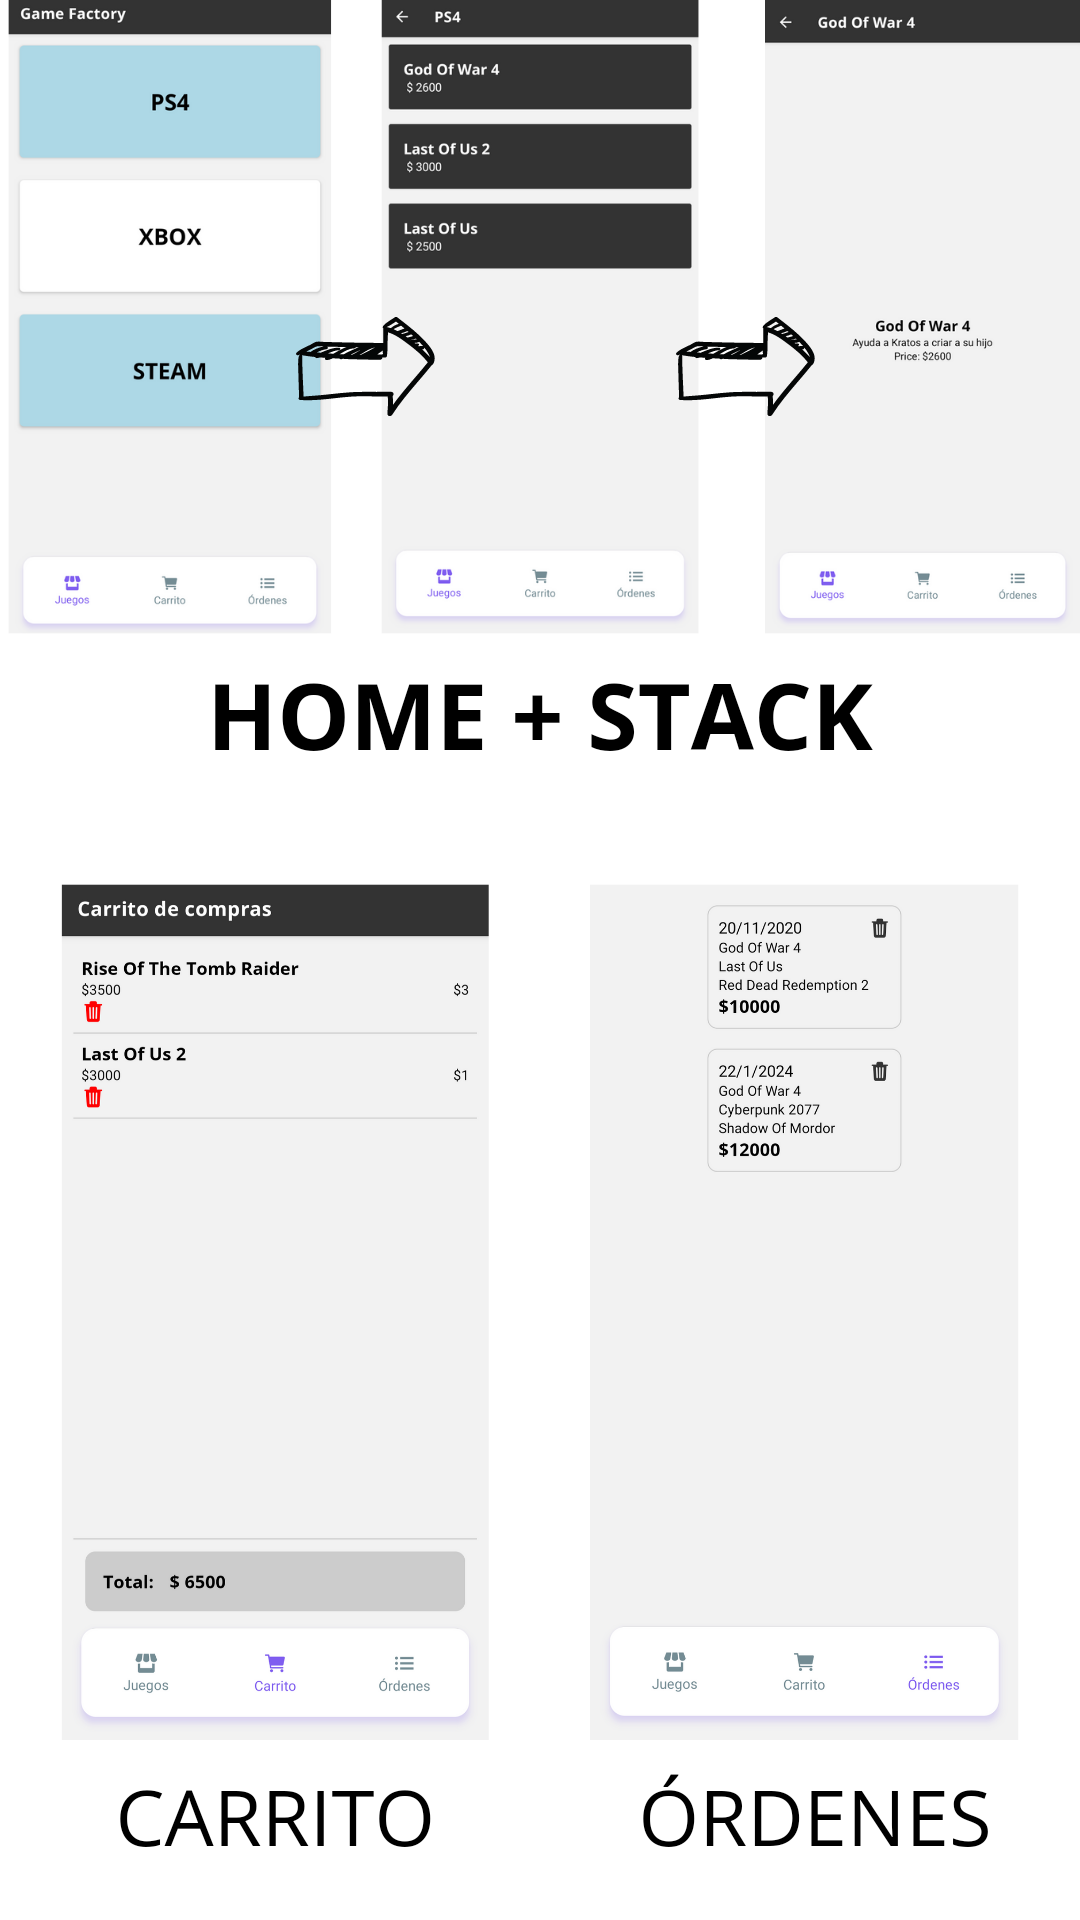 Game Factory
PS4
XBOX
STEAM
Juegos
Carrito
Órdenes
PS4
God Of War 4
$ 2600
Last Of Us 2
$ 3000
Last Of Us
$ 2500
Juegos
Carrito
Órdenes
God Of War 4
God Of War 4
Ayuda a Kratos a criar a su hijo
Price: $2600
Juegos
Carrito
Órdenes
HOME + STACK
Carrito de compras
Rise Of The Tomb Raider
$3500 $3
Last Of Us 2
$3000 $1
Total: $ 6500
Juegos
Carrito
Órdenes
CARRITO
20/11/2020
God Of War 4
Last Of Us
Red Dead Redemption 2
$10000
22/1/2024
God Of War 4
Cyberpunk 2077
Shadow Of Mordor
$12000
Juegos
Carrito
Órdenes
ÓRDENES